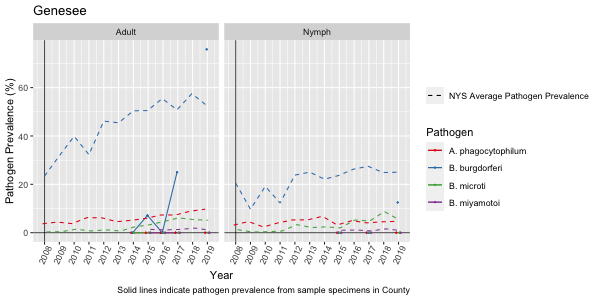 Genesee
Adult
Nymph
Pathogen Prevalence (%)
60
40
20
0
2008 2009 2010 2011 2012 2013 2014 2015 2016 2017 2018 2019
2008 2009 2010 2011 2012 2013 2014 2015 2016 2017 2018 2019
Year
NYS Average Pathogen Prevalence
Pathogen
A. phagocytophilum
B. burgdorferi
B. microti
B. miyamotoi
Solid lines indicate pathogen prevalence from sample specimens in County